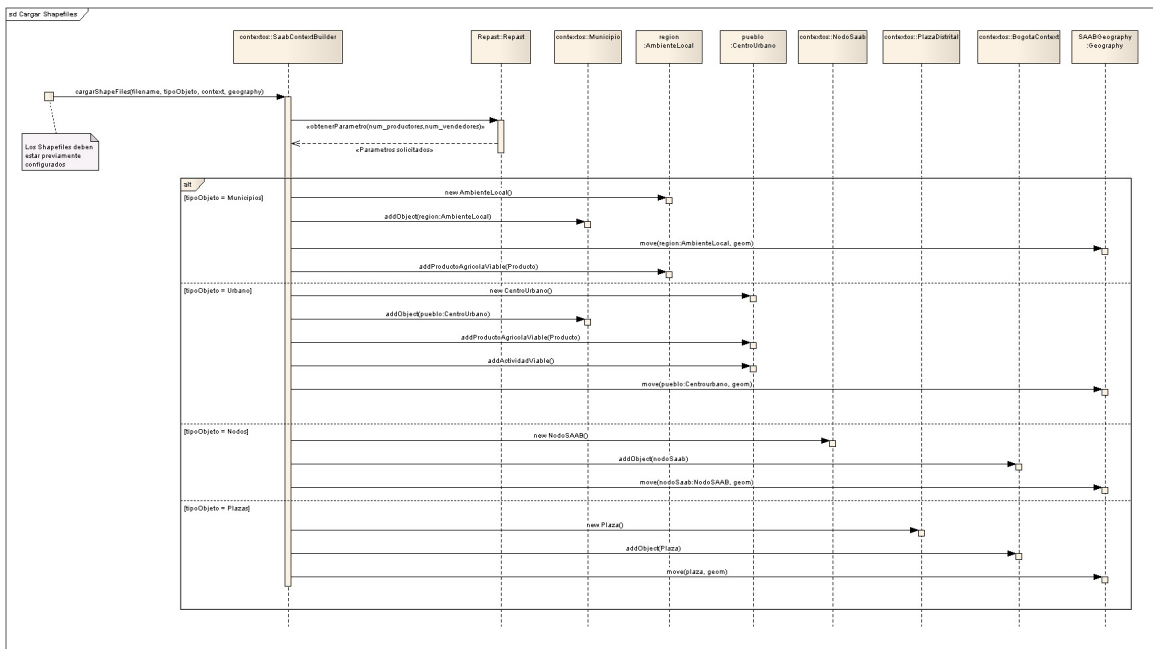 sd Cargar Shapefiles
contextos::SaabContextBuilder
Repast::Repast
contextos::Municipio
region
:AmbienteLocal
pueblo
:CentroUrbano
contextos::NodoSaab
contextos::PlazaDistrital
contextos::BogotaContext
SAABGeography
:Geography
cargarShapeFiles(filename, tipoObjeto, context, geography)
«obtenerParametro(num_productores,num_vendedores)»
Los Shapefiles deben
estar previamente
configurados
«Parametros solicitados»
alt
[tipoObjeto = Municipios]
new AmbienteLocal()
addObject(region:AmbienteLocal)
move(region:AmbienteLocal, geom)
addProductoAgricolaViable(Producto)
[tipoObjeto = Urbano]
new CentroUrbano()
addObject(pueblo:CentroUrbano)
addProductoAgricolaViable(Producto)
addActividadViable()
move(pueblo:Centrourbano, geom)
[tipoObjeto = Nodos]
new NodoSAAB()
addObject(nodoSaab)
move(nodoSaab:NodoSAAB, geom)
[tipoObjeto = Plazas]
new Plaza()
addObject(Plaza)
move(plaza, geom)